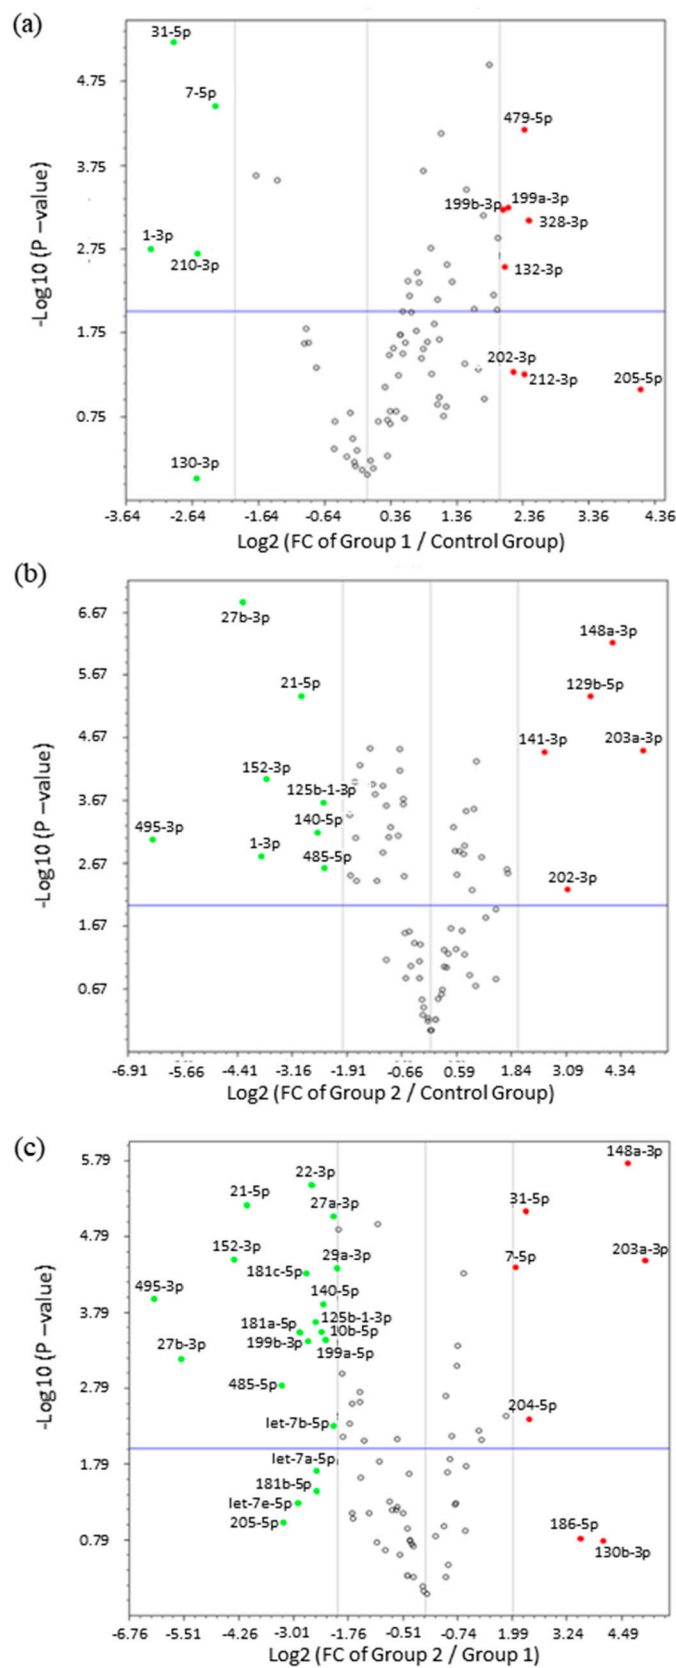 (a)
31-5p
4.75
7-5p
479-5p
3.75
199b-3p
199a-3p
328-3p
1-3p
2.75
210-3p
132-3p
1.75
202-3p
212-3p
205-5p
0.75
130-3p
-Log10 (P –value)
-3.64 -2.64 -1.64 -0.64 0.36 1.36 2.36 3.36 4.36
Log2 (FC of Group 1 / Control Group)
(b)
6.67
27b-3p
148a-3p
5.67
21-5p
129b-5p
4.67
141-3p
203a-3p
152-3p
125b-1-3p
3.67
140-5p
495-3p
1-3p
485-5p
2.67
202-3p
1.67
0.67
-Log10 (P –value)
-6.91 -5.66 -4.41 -3.16 -1.91 -0.66 0.59 1.84 3.09 4.34
Log2 (FC of Group 2 / Control Group)
(c)
148a-3p
5.79
22-3p
21-5p
27a-3p
31-5p
4.79
152-3p
29a-3p
7-5p
203a-3p
181c-5p
495-3p
140-5p
3.79
181a-5p
125b-1-3p
10b-5p
27b-3p
199b-3p
199a-5p
485-5p
2.79
let-7b-5p
204-5p
1.79
let-7a-5p
181b-5p
let-7e-5p
205-5p
186-5p
0.79
130b-3p
-Log10 (P –value)
-6.76 -5.51 -4.26 -3.01 -1.76 -0.51 -0.74 1.99 3.24 4.49
Log2 (FC of Group 2 / Group 1)